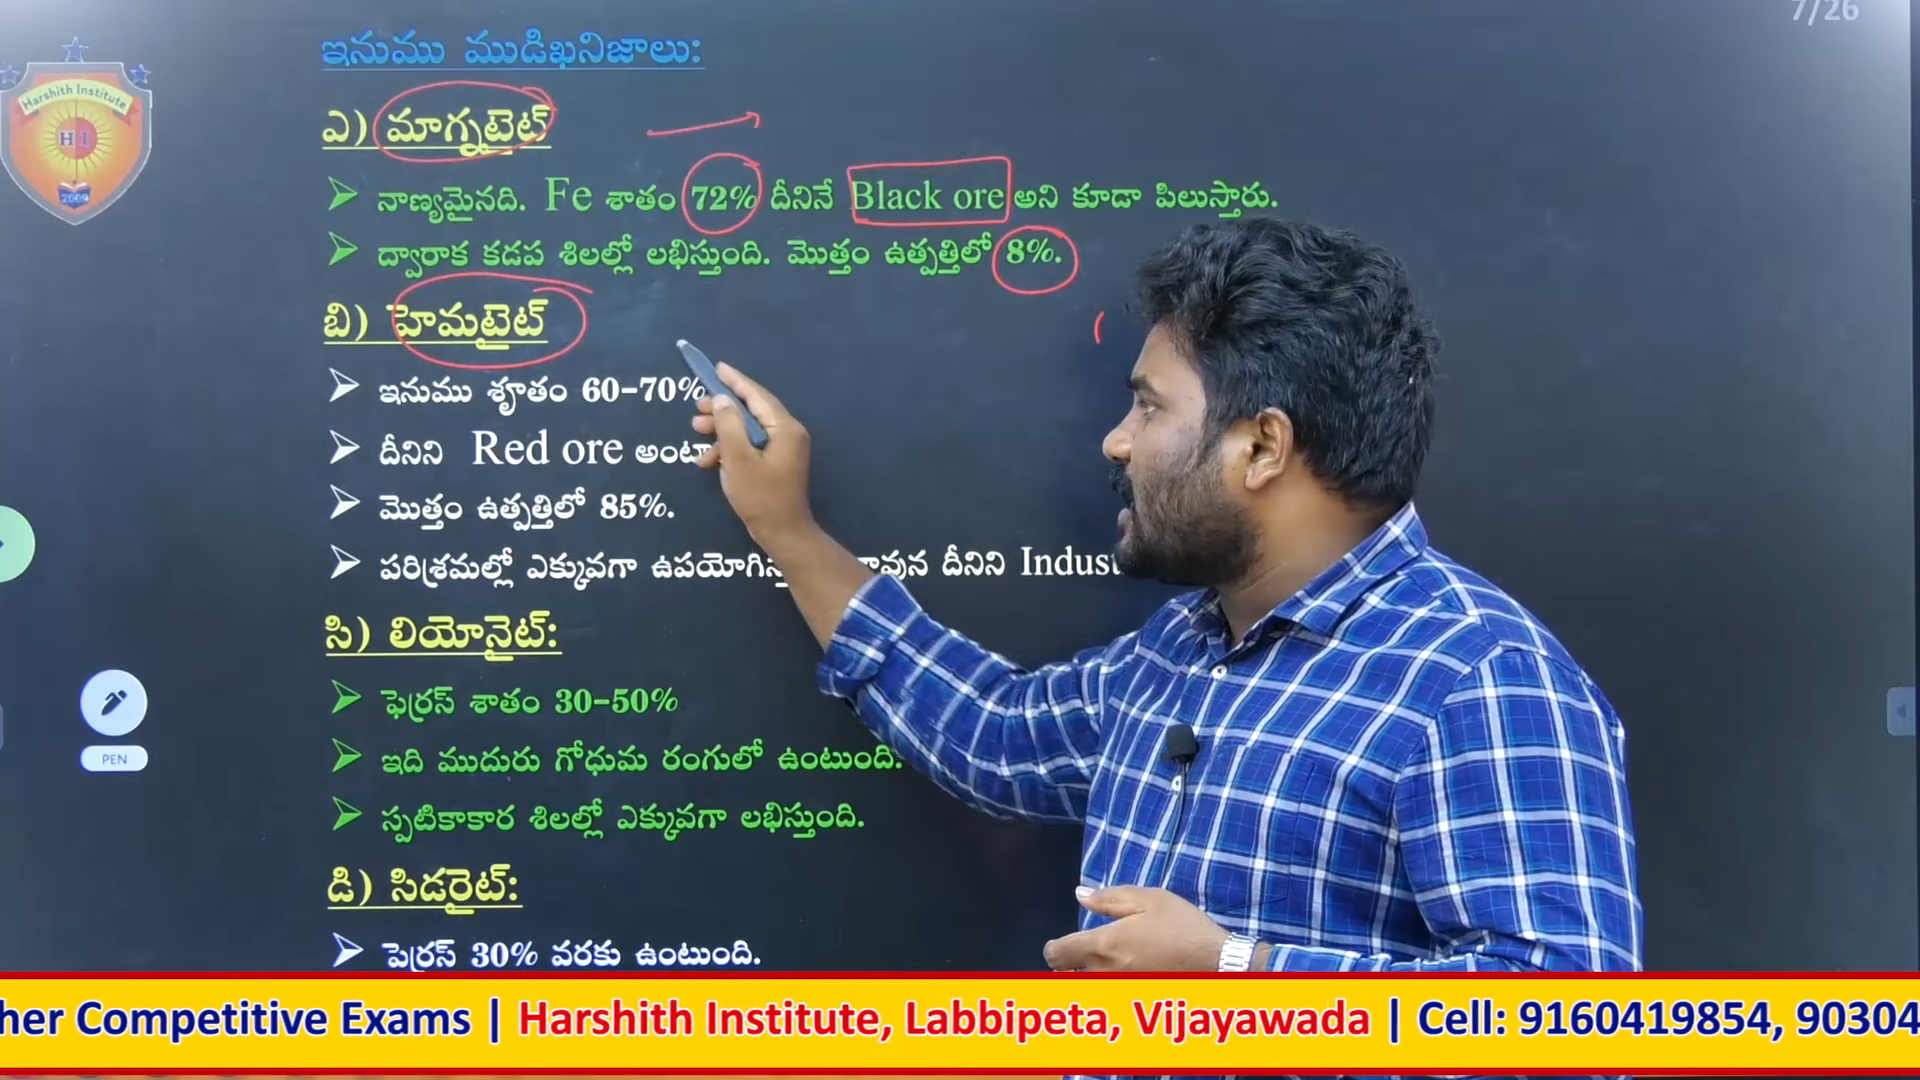 7/26
ఇనుము ముడిఖనిజాలు:
Harshith Institute
H I
2009
ఎ) మాగ్నటైట్
నాణ్యమైనది. Fe శాతం 72% దీనినే Black ore అని కూడా పిలుస్తారు.
ద్వారాక కడప శిలల్లో లభిస్తుంది. మొత్తం ఉత్పత్తిలో 8%.
బి) హెమటైట్
ఇనుము శాతం 60-70%
దీనిని Red ore
మొత్తం ఉత్పత్తిలో 85%.
పరిశ్రమల్లో ఎక్కువగా దీనిని
సి) లియోనైట్:
ఫెర్రస్ శాతం 30-50%
ఇది ముదురు గోధుమ రంగులో ఉంటుంది.
స్పటికాకార శిలల్లో ఎక్కువగా లభిస్తుంది.
డి) సిడరైట్:
పెర్రస్ 30% వరకు ఉంటుంది.
PEN
her Competitive Exams | Harshith Institute, Labbipeta, Vijayawada | Cell: 9160419854, 90304